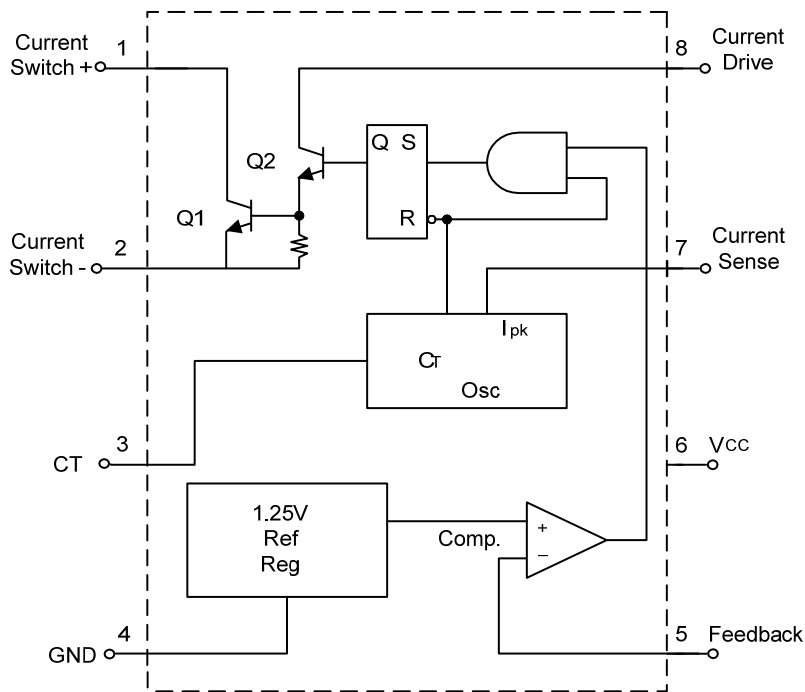 Current
Switch +
1
8
Current
Drive
Q2
Q S
Q1
R
Current
Switch -
2
7
Current
Sense
Ipk
CT
Osc
CT
3
6
VCC
1.25V
Ref
Reg
Comp.
+
−
GND
4
5
Feedback